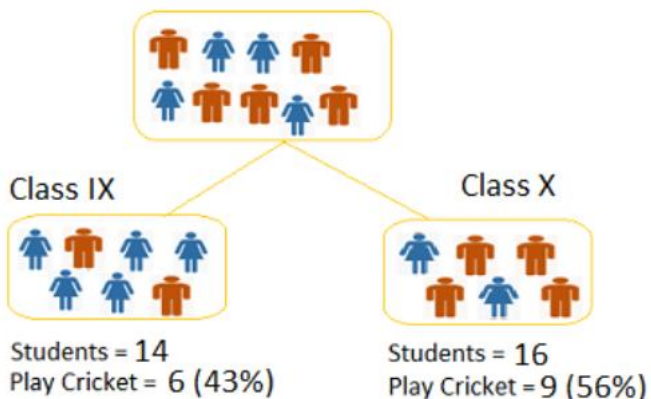 Class IX
Class X
Students = 14
Play Cricket = 6 (43%)
Students = 16
Play Cricket = 9 (56%)